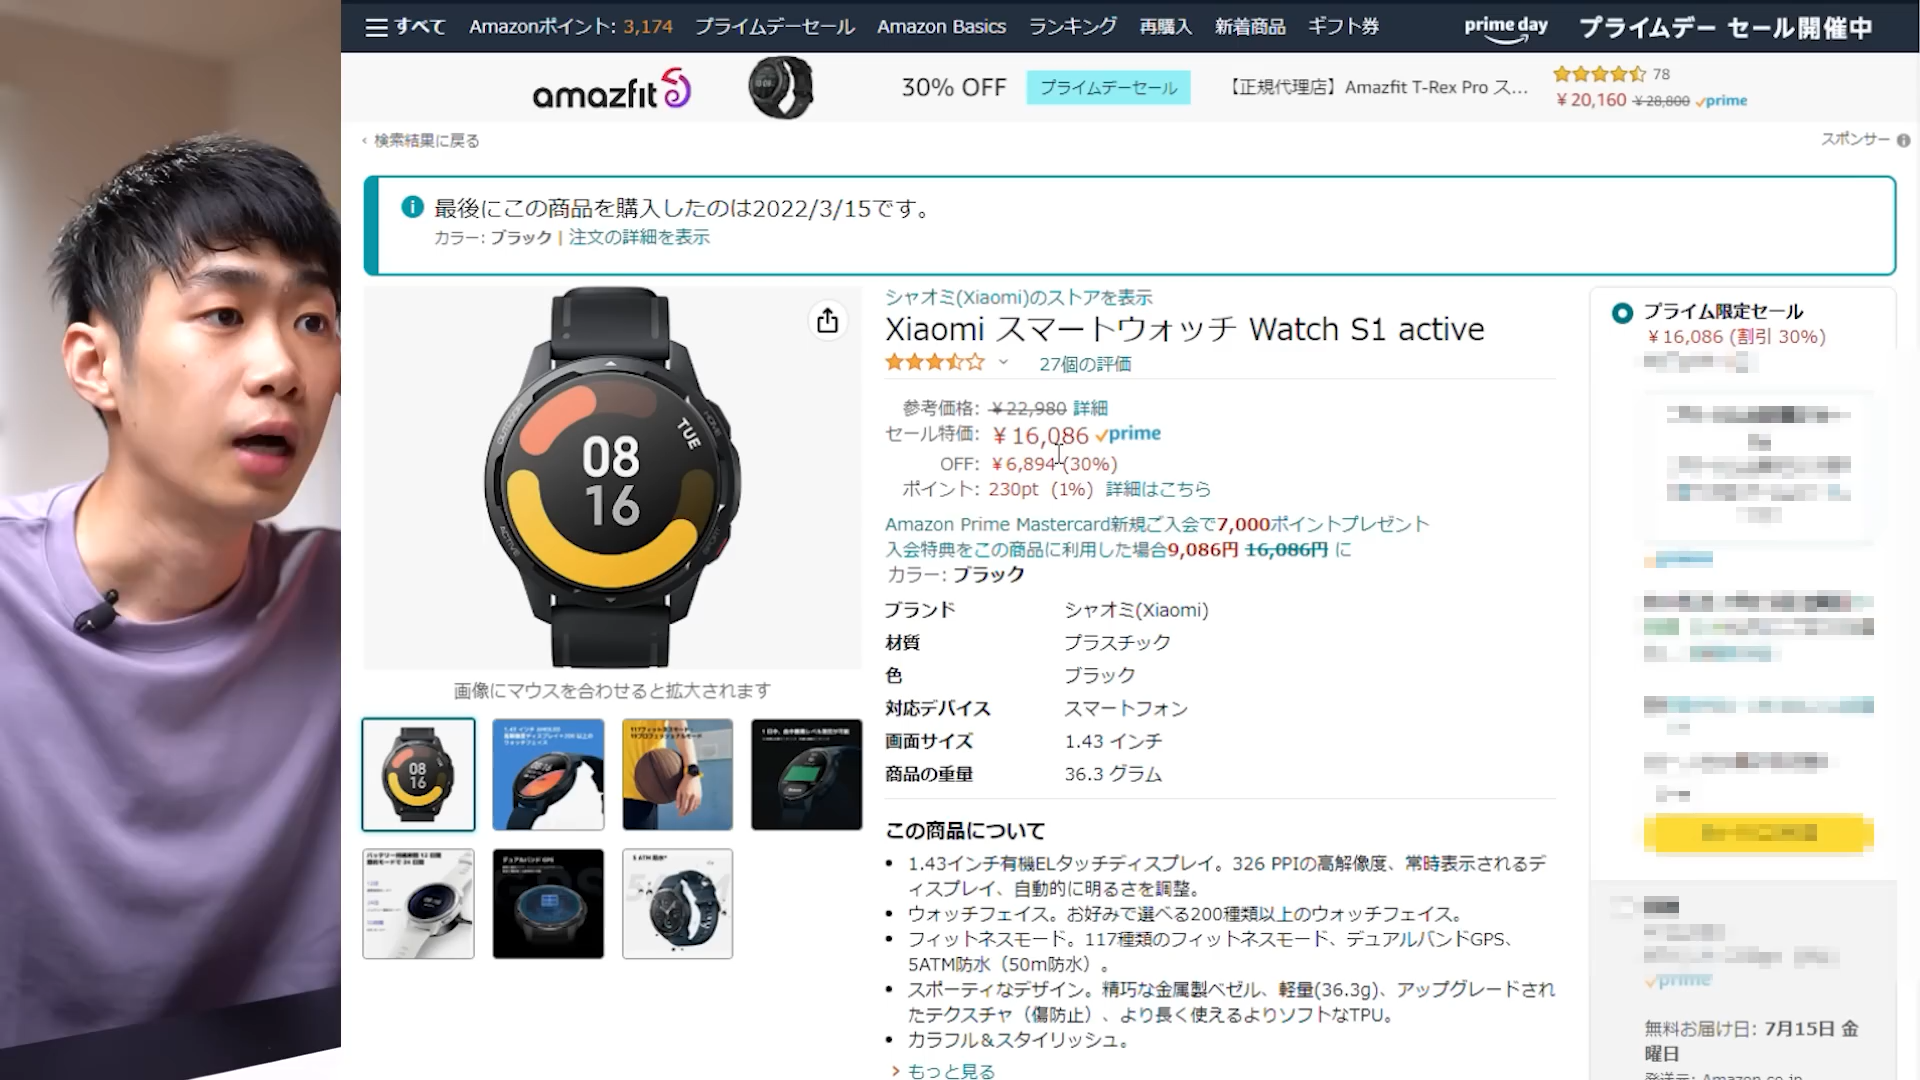 すべて Amazonポイント: 3,174 プライムデーセール Amazon Basics ランキング 再購入 新着商品 ギフト券 prime day プライムデー セール開催中
amazfit 30% OFF プライムデーセール 【正規代理店】Amazfit T-Rex Pro ス... 78
¥20,160 ¥28,800 prime
‹ 検索結果に戻る
スポンサー
最後にこの商品を購入したのは2022/3/15です。
カラー: ブラック | 注文の詳細を表示
シャオミ(Xiaomi)のストアを表示
Xiaomi スマートウォッチ Watch S1 active
27個の評価
参考価格: ¥22,980 詳細
セール特価: ¥16,086 prime
OFF: ¥6,894 (30%)
ポイント: 230pt (1%) 詳細はこちら
Amazon Prime Mastercard新規ご入会で7,000ポイントプレゼント
入会特典をこの商品に利用した場合9,086円 16,086円 に
カラー: ブラック
ブランド シャオミ(Xiaomi)
材質 プラスチック
色 ブラック
対応デバイス スマートフォン
画面サイズ 1.43 インチ
商品の重量 36.3 グラム
この商品について
• 1.43インチ有機ELタッチディスプレイ。326 PPIの高解像度、常時表示されるデ
ィスプレイ、自動的に明るさを調整。
• ウォッチフェイス。お好みで選べる200種類以上のウォッチフェイス。
• フィットネスモード。117種類のフィットネスモード、デュアルバンドGPS、
5ATM防水（50m防水）。
• スポーティなデザイン。精巧な金属製ベゼル、軽量(36.3g)、アップグレードされ
たテクスチャ（傷防止）、より長く使えるよりソフトなTPU。
• カラフル＆スタイリッシュ。
› もっと見る
OUTDOOR
HOME
TUE
08
16
ACTIVE
SPORT
画像にマウスを合わせると拡大されます
08
16
プライム限定セール
¥16,086 (割引 30%)
prime
無料お届け日: 7月15日 金
曜日
発送元: Amazon.co.jp